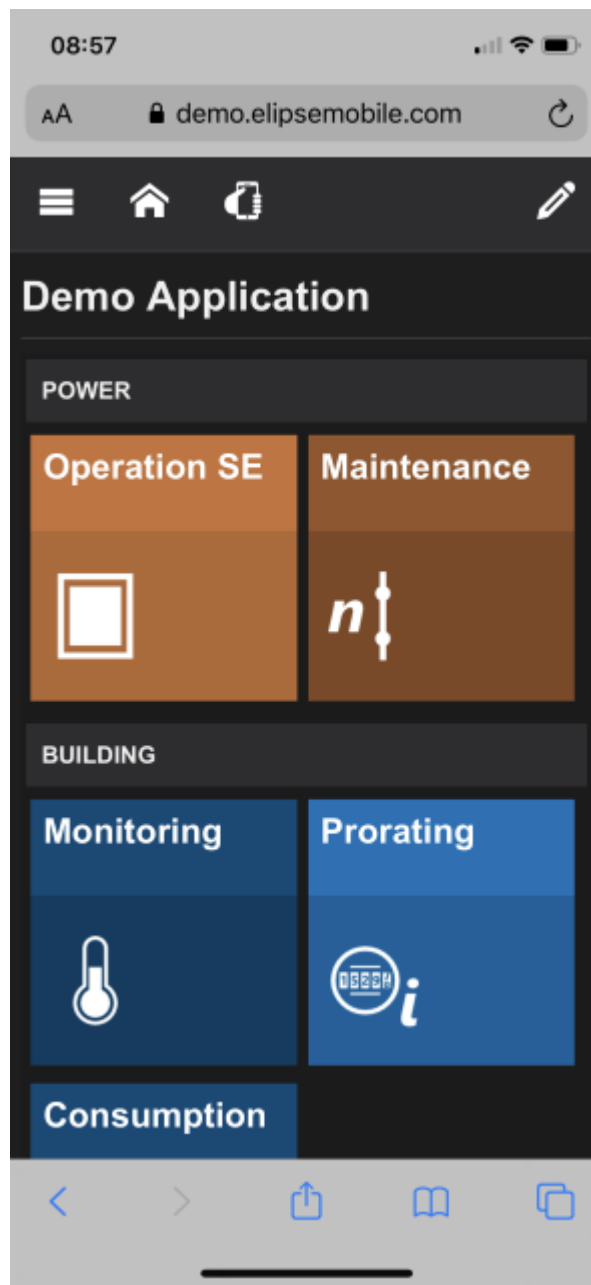 08:57
AA demo.elipsemobile.com
Demo Application
POWER
Operation SE Maintenance
n
BUILDING
Monitoring Prorating
i
Consumption